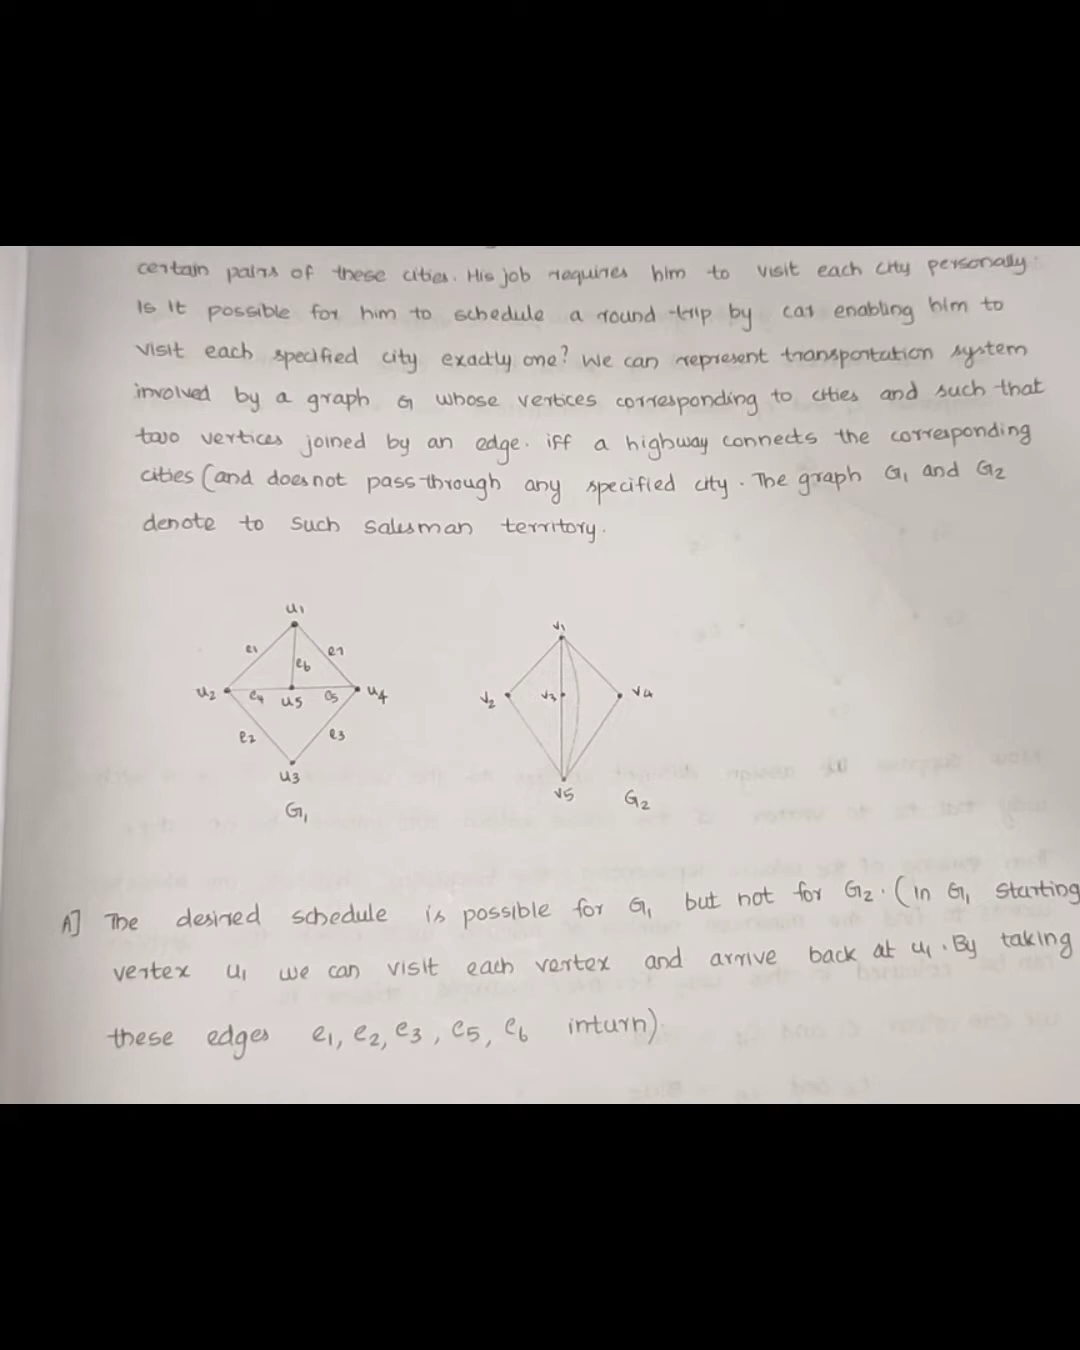 certain pairs of these cities. His job requires him to visit each city personally.
Is it possible for him to schedule a round trip by car enabling him to
visit each specified city exactly one? We can represent transportation system
involved by a graph G whose vertices corresponding to cities and such that
two vertices joined by an edge. iff a highway connects the corresponding
cities (and does not pass through any specified city. The graph G₁ and G₂
denote to such salesman territory.
u₁
e₁ e₇
e₆
u₂ e₄ u₅ e₅ u₄
e₂ e₃
u₃
G₁
v₁
v₂ v₃ v₄
v₅
G₂
A] The desired schedule is possible for G₁ but not for G₂. (in G₁ starting
vertex u₁ we can visit each vertex and arrive back at u₁. By taking
these edges e₁, e₂, e₃, e₅, e₆ inturn)